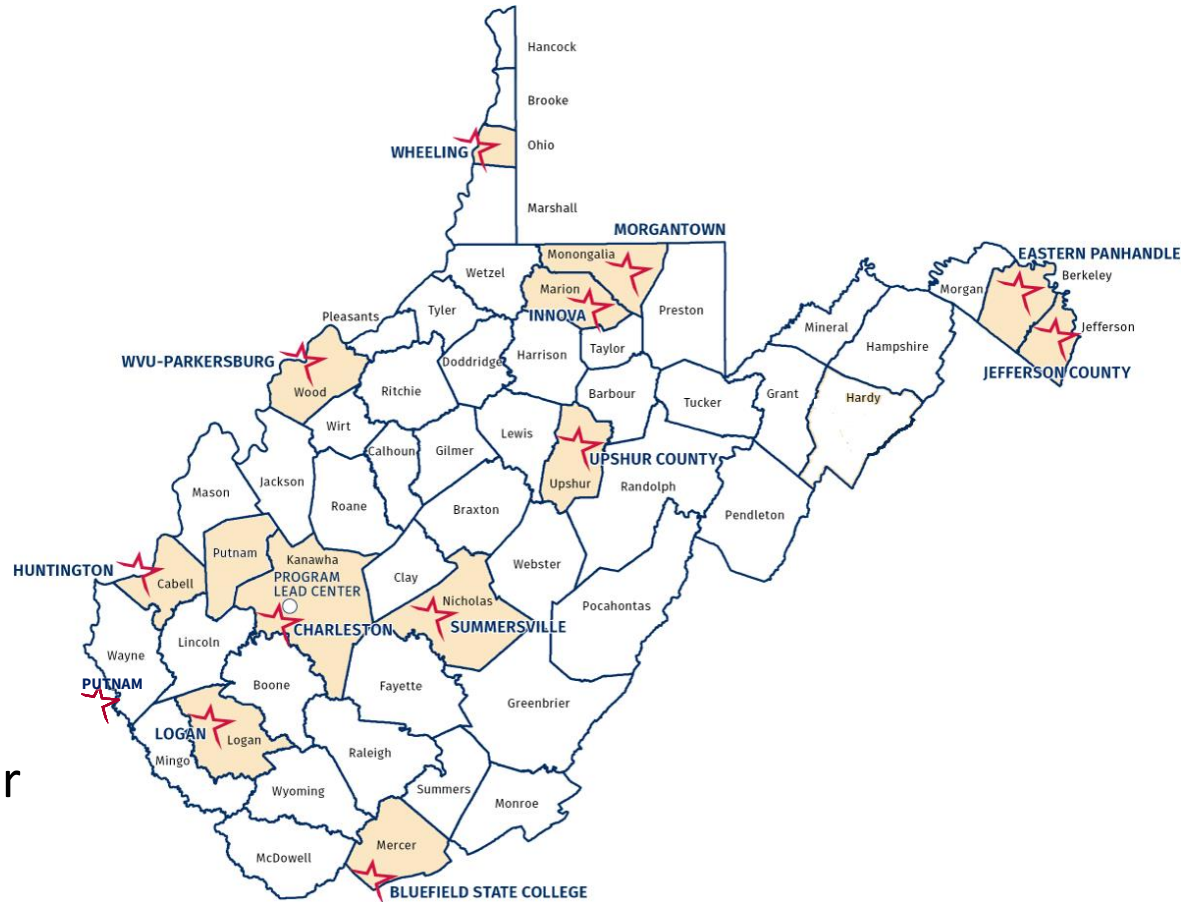 Hancock
Brooke
Ohio
WHEELING
Marshall
MORGANTOWN
Monongalia
EASTERN PANHANDLE
Berkeley
Wetzel
Marion
Morgan
Tyler
Preston
INNOVA
Pleasants
Mineral
Jefferson
Doddridge
Harrison
Taylor
Hampshire
WVU-PARKERSBURG
JEFFERSON COUNTY
Wood
Ritchie
Barbour
Tucker
Grant
Hardy
Wirt
Lewis
Calhoun
Gilmer
UPSHUR COUNTY
Jackson
Upshur
Randolph
Mason
Roane
Braxton
Pendleton
Putnam
Kanawha
Webster
HUNTINGTON
Cabell
PROGRAM
LEAD CENTER
Clay
Nicholas
Pocahontas
CHARLESTON
SUMMERSVILLE
Lincoln
Wayne
PUTNAM
Boone
Fayette
Greenbrier
LOGAN
Logan
Mingo
Raleigh
r
Wyoming
Summers
Monroe
McDowell
Mercer
BLUEFIELD STATE COLLEGE